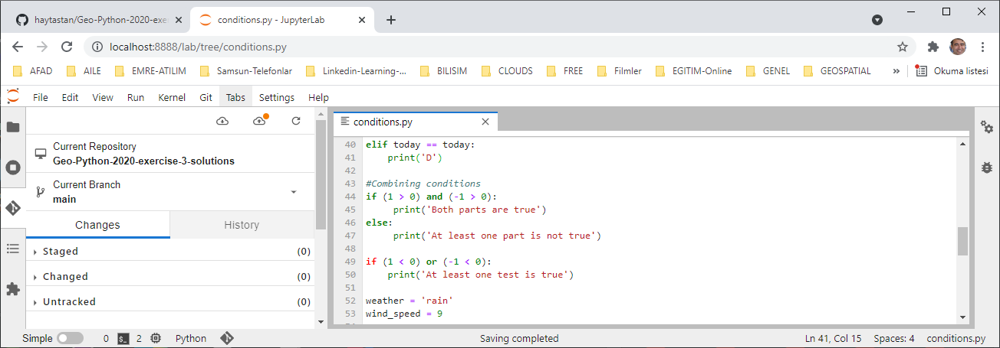 haytastan/Geo-Python-2020-exer
conditions.py - JupyterLab
localhost:8888/lab/tree/conditions.py
AFAD
AILE
EMRE-ATILIM
Samsun-Telefonlar
Linkedin-Learning-...
BILISIM
CLOUDS
FREE
Filmler
EGITIM-Online
GENEL
GEOSPATIAL
»
Okuma listesi
File Edit View Run Kernel Git Tabs Settings Help
Current Repository
Geo-Python-2020-exercise-3-solutions
Current Branch
main
Changes
History
Staged (0)
Changed (0)
Untracked (0)
conditions.py
40 elif today == today:
41     print('D')
42
43 #Combining conditions
44 if (1 > 0) and (-1 > 0):
45      print('Both parts are true')
46 else:
47      print('At least one part is not true')
48
49 if (1 < 0) or (-1 < 0):
50     print('At least one test is true')
51
52 weather = 'rain'
53 wind_speed = 9
Simple 0 $_ 2 Python Saving completed Ln 41, Col 15 Spaces: 4 conditions.py